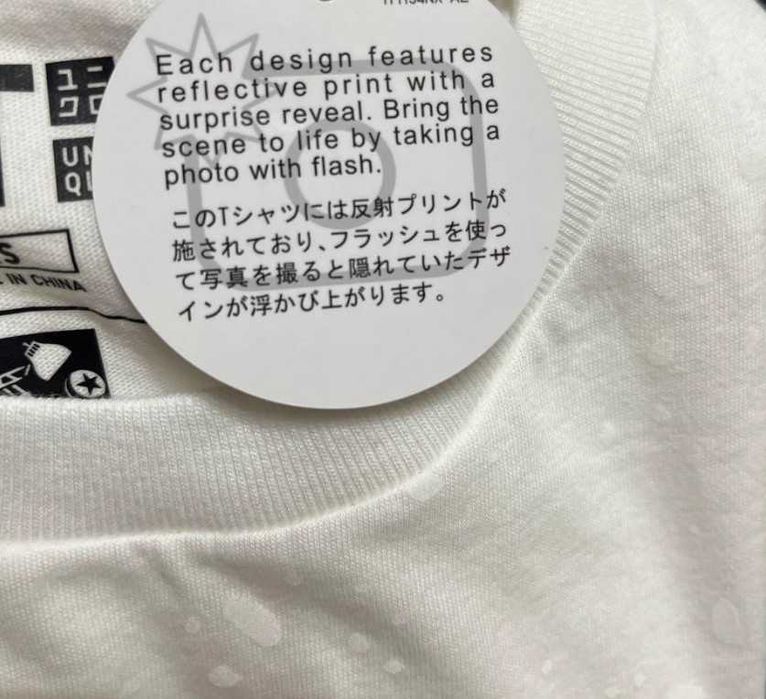 Each design features
reflective print with a
surprise reveal. Bring the
scene to life by taking a
photo with flash.
このTシャツには反射プリントが
施されており、フラッシュを使っ
て写真を撮ると隠れていたデザ
インが浮かび上がります。
ユニ
クロ
UN
QL
S
IN CHINA